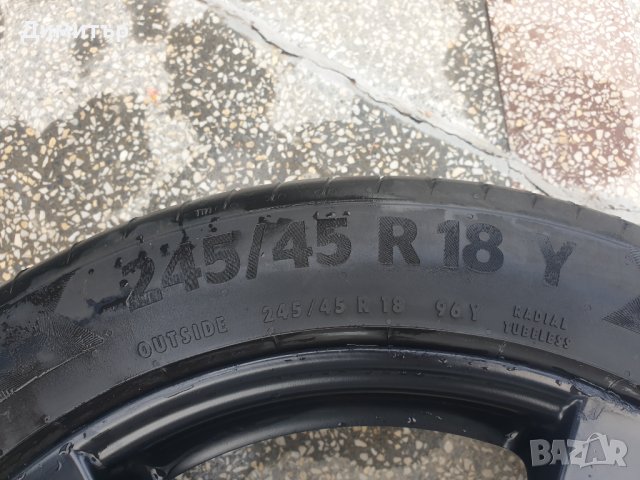 Димитър
245/45 R 18 Y
OUTSIDE 245/45 R 18 96 Y RADIAL TUBELESS
BAZAR